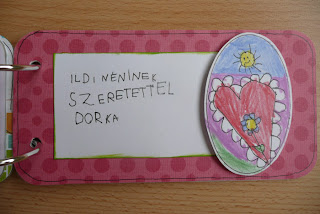 ILDI NÉNINEK
SZERETETTEL
DORKA